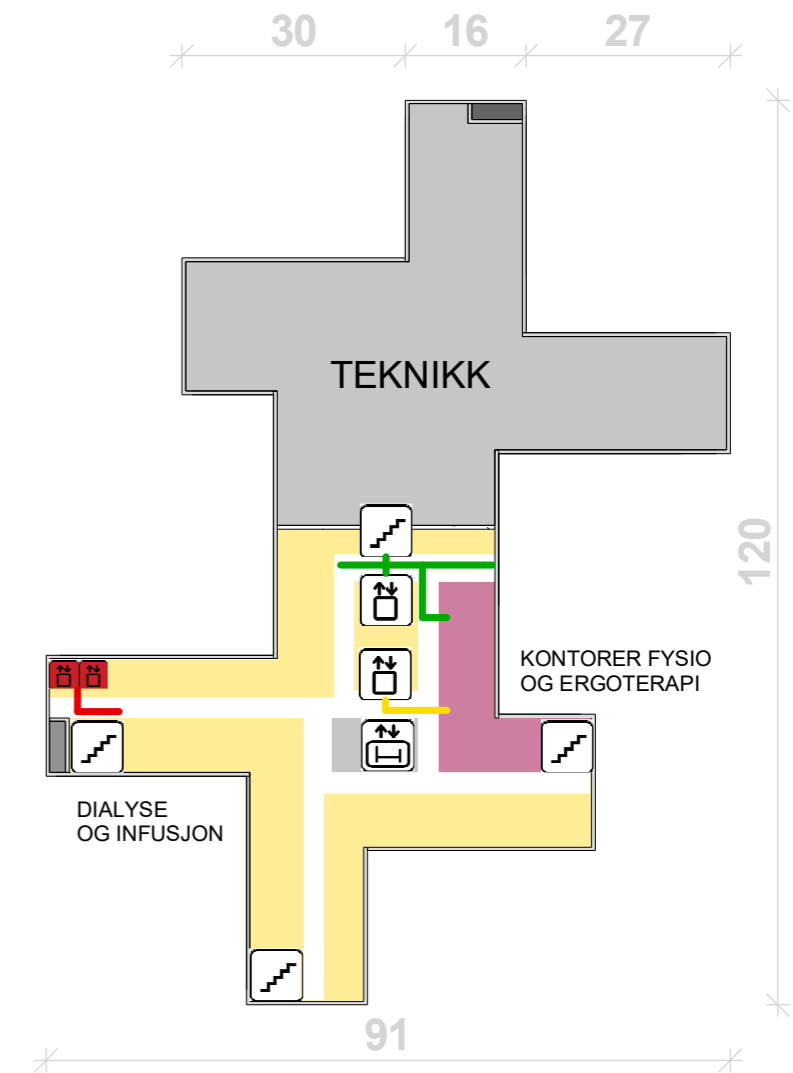 30 16 27
TEKNIKK
120
KONTORER FYSIO
OG ERGOTERAPI
DIALYSE
OG INFUSJON
91